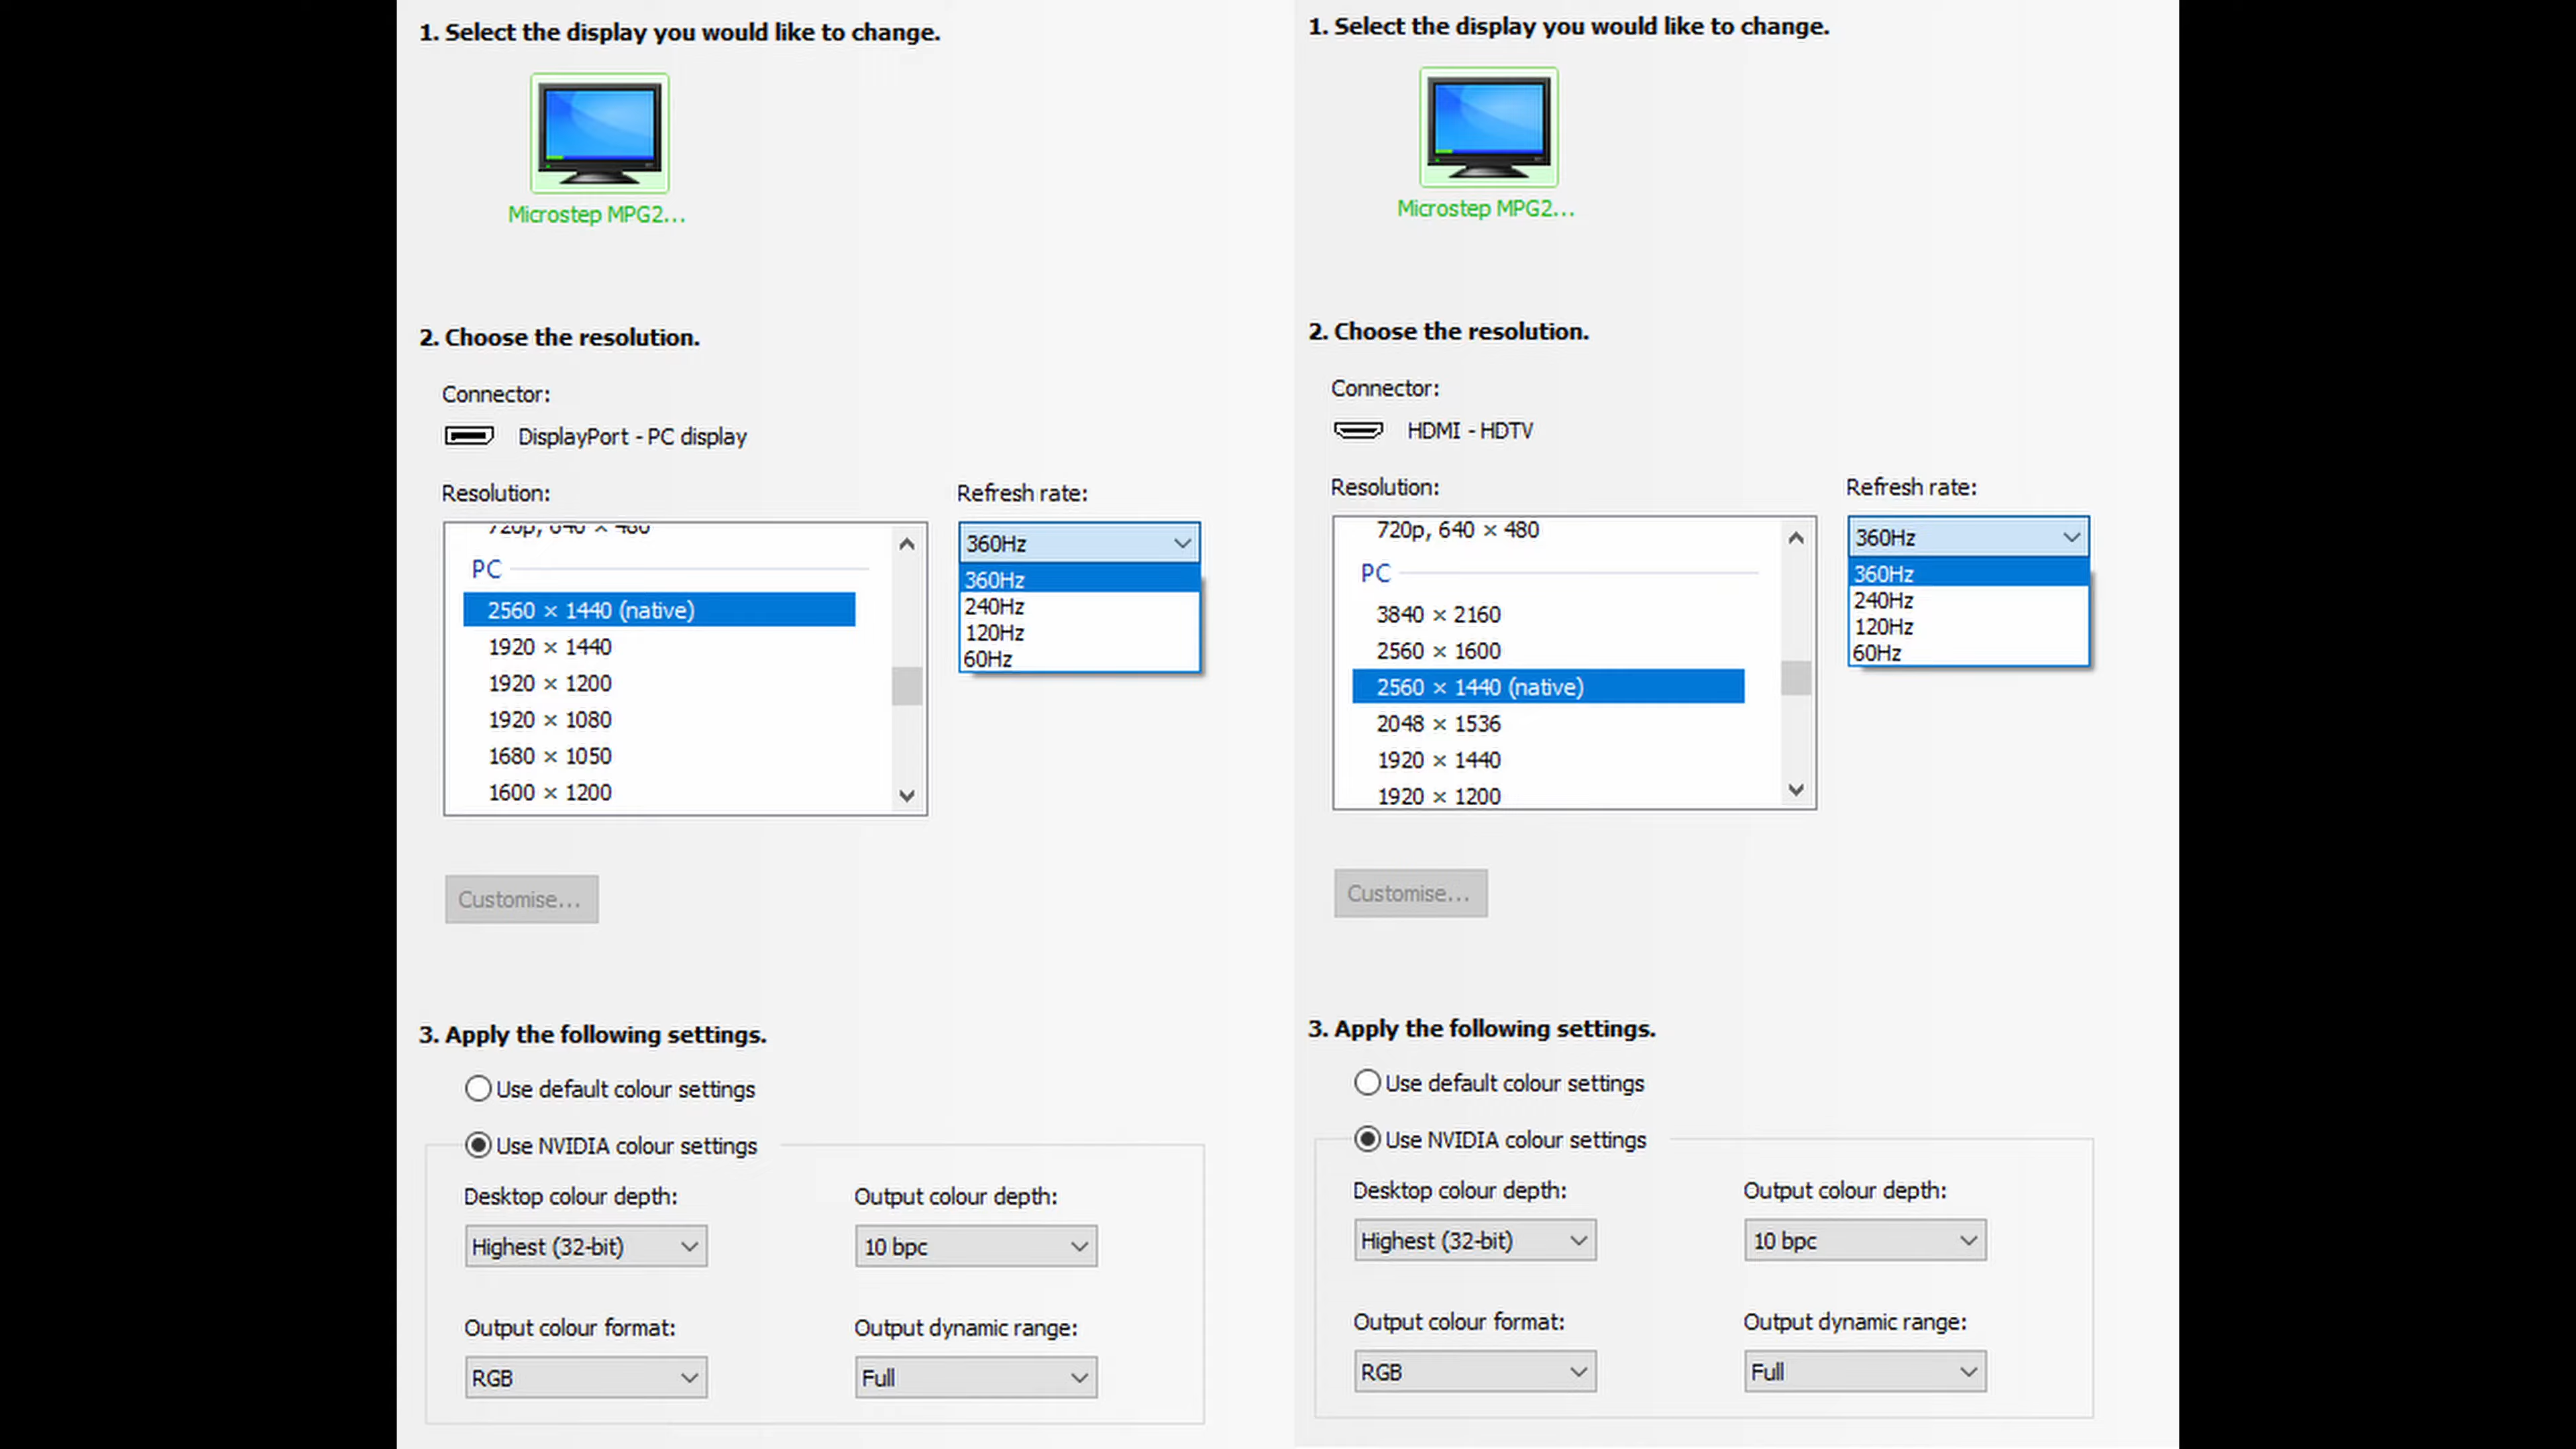 1. Select the display you would like to change.
Microstep MPG2...
2. Choose the resolution.
Connector:
DisplayPort - PC display
Resolution:
720p, 640 × 480
PC
2560 × 1440 (native)
1920 × 1440
1920 × 1200
1920 × 1080
1680 × 1050
1600 × 1200
Refresh rate:
360Hz
360Hz
240Hz
120Hz
60Hz
Customise...
3. Apply the following settings.
Use default colour settings
Use NVIDIA colour settings
Desktop colour depth:
Highest (32-bit)
Output colour depth:
10 bpc
Output colour format:
RGB
Output dynamic range:
Full
1. Select the display you would like to change.
Microstep MPG2...
2. Choose the resolution.
Connector:
HDMI - HDTV
Resolution:
720p, 640 × 480
PC
3840 × 2160
2560 × 1600
2560 × 1440 (native)
2048 × 1536
1920 × 1440
1920 × 1200
Refresh rate:
360Hz
360Hz
240Hz
120Hz
60Hz
Customise...
3. Apply the following settings.
Use default colour settings
Use NVIDIA colour settings
Desktop colour depth:
Highest (32-bit)
Output colour depth:
10 bpc
Output colour format:
RGB
Output dynamic range:
Full